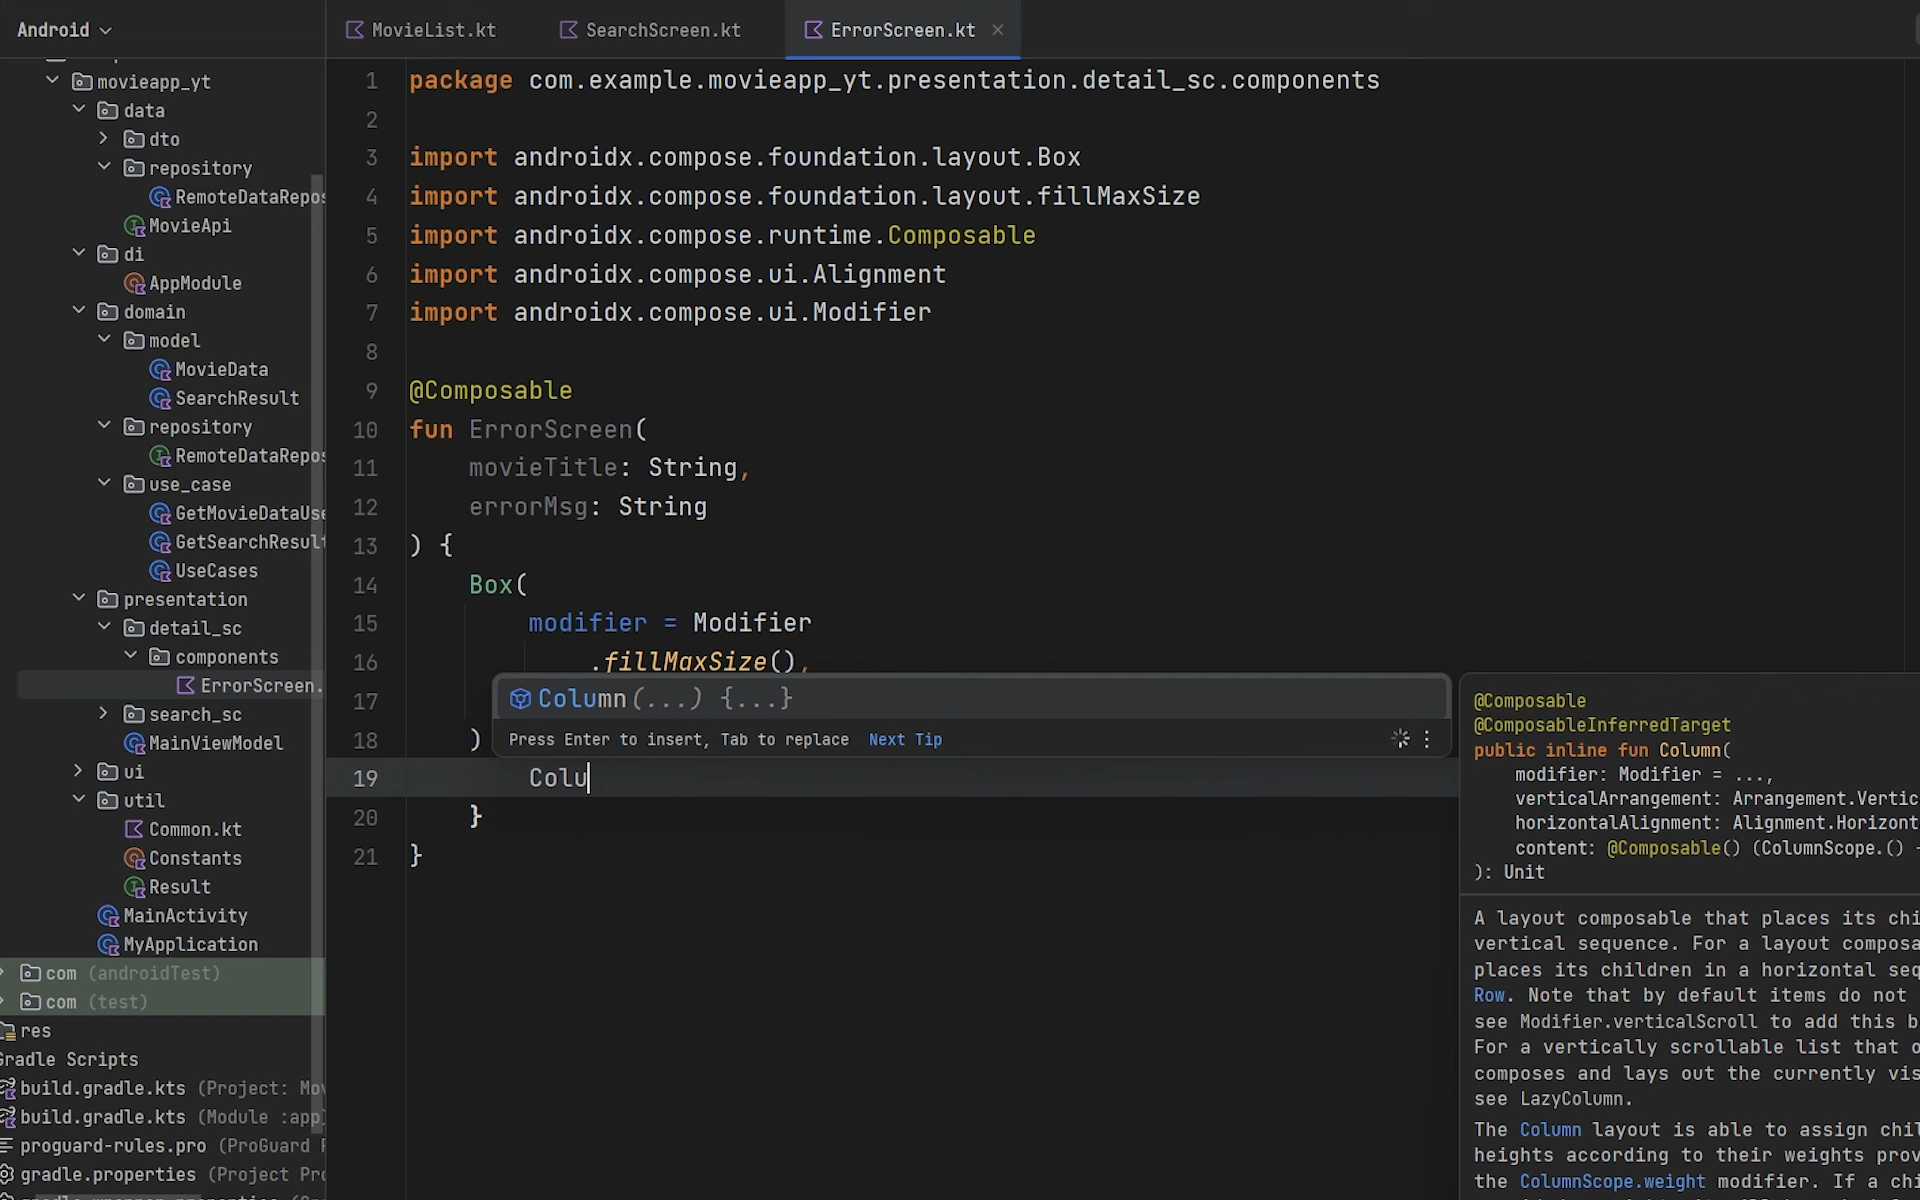 Android
movieapp_yt
data
dto
repository
RemoteDataRepos
MovieApi
di
AppModule
domain
model
MovieData
SearchResult
repository
RemoteDataRepos
use_case
GetMovieDataUse
GetSearchResult
UseCases
presentation
detail_sc
components
ErrorScreen.
search_sc
MainViewModel
ui
util
Common.kt
Constants
Result
MainActivity
MyApplication
com (androidTest)
com (test)
res
Gradle Scripts
build.gradle.kts (Project: Mov
build.gradle.kts (Module :app
proguard-rules.pro (ProGuard R
gradle.properties (Project Pro
MovieList.kt
SearchScreen.kt
ErrorScreen.kt
1 package com.example.movieapp_yt.presentation.detail_sc.components
2
3 import androidx.compose.foundation.layout.Box
4 import androidx.compose.foundation.layout.fillMaxSize
5 import androidx.compose.runtime.Composable
6 import androidx.compose.ui.Alignment
7 import androidx.compose.ui.Modifier
8
9 @Composable
10 fun ErrorScreen(
11 movieTitle: String,
12 errorMsg: String
13 ) {
14 Box(
15 modifier = Modifier
16 .fillMaxSize(),
17
18 )
19 Colu
20 }
21 }
Column(...) {...}
Press Enter to insert, Tab to replace Next Tip
@Composable
@ComposableInferredTarget
public inline fun Column(
modifier: Modifier = ...,
verticalArrangement: Arrangement.Vertic
horizontalAlignment: Alignment.Horizont
content: @Composable() (ColumnScope.() -
): Unit
A layout composable that places its chi
vertical sequence. For a layout composa
places its children in a horizontal seq
Row. Note that by default items do not
see Modifier.verticalScroll to add this b
For a vertically scrollable list that o
composes and lays out the currently vis
see LazyColumn.
The Column layout is able to assign chil
heights according to their weights prov
the ColumnScope.weight modifier. If a chi